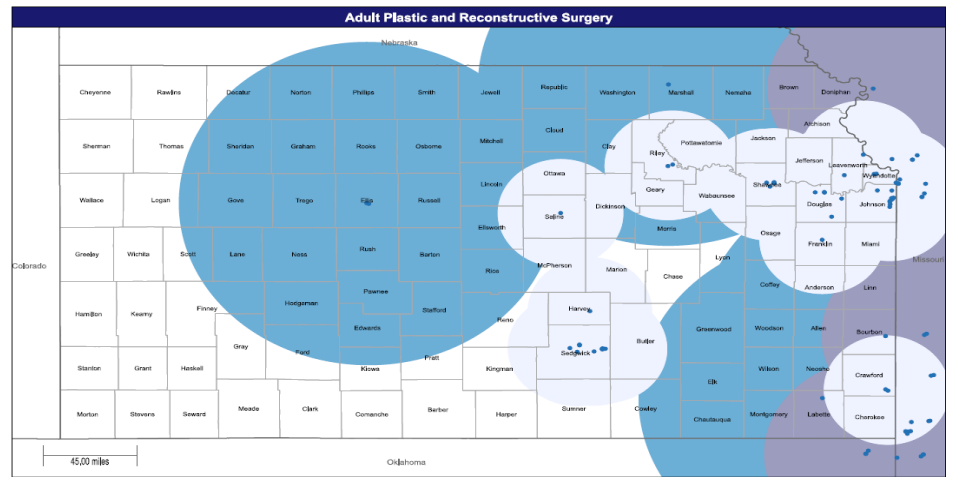 Adult Plastic and Reconstructive Surgery
Nebraska
Cheyenne Rawlins Decatur Norton Phillips Smith Jewell Republic Washington Marshall Nemaha Brown Doniphan
Atchison
Sherman Thomas Sheridan Graham Rooks Osborne Mitchell Cloud Clay Riley Pottawatomie Jackson
Jefferson Leavenworth
Wyandotte
Lincoln Ottawa
Geary Wabaunsee Shawnee
Wallace Logan Gove Trego Ellis Russell Saline Dickinson Douglas Johnson
Ellsworth Morris Osage
Greeley Wichita Scott Lane Ness Rush Barton Franklin Miami
Colorado Missouri
Rice McPherson Marion Chase Lyon Coffey Anderson Linn
Pawnee
Hamilton Kearny Finney Hodgeman Stafford Reno Harvey
Edwards Greenwood Woodson Allen Bourbon
Gray Ford Pratt Sedgwick Butler
Stanton Grant Haskell Kiowa Kingman Elk Wilson Neosho Crawford
Morton Stevens Seward Meade Clark Comanche Barber Harper Sumner Cowley Chautauqua Montgomery Labette Cherokee
45.00 miles
Oklahoma